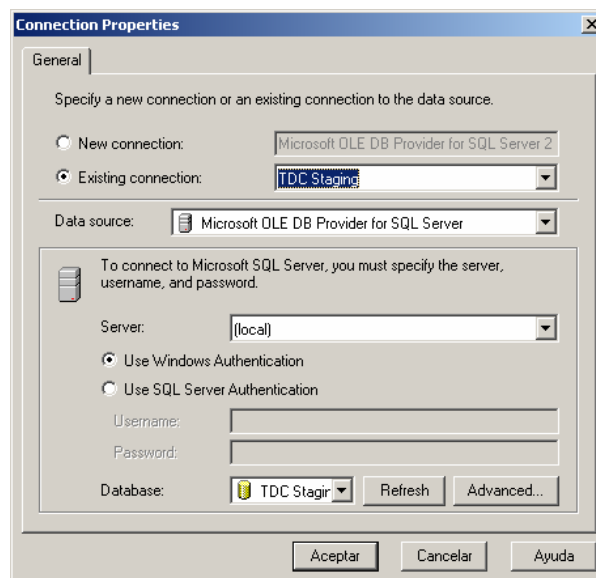 Connection Properties
General
Specify a new connection or an existing connection to the data source.
New connection: Microsoft OLE DB Provider for SQL Server 2
Existing connection: TDC Staging
Data source: Microsoft OLE DB Provider for SQL Server
To connect to Microsoft SQL Server, you must specify the server,
username, and password.
Server: (local)
Use Windows Authentication
Use SQL Server Authentication
Username:
Password:
Database: TDC Stagir Refresh Advanced...
Aceptar Cancelar Ayuda